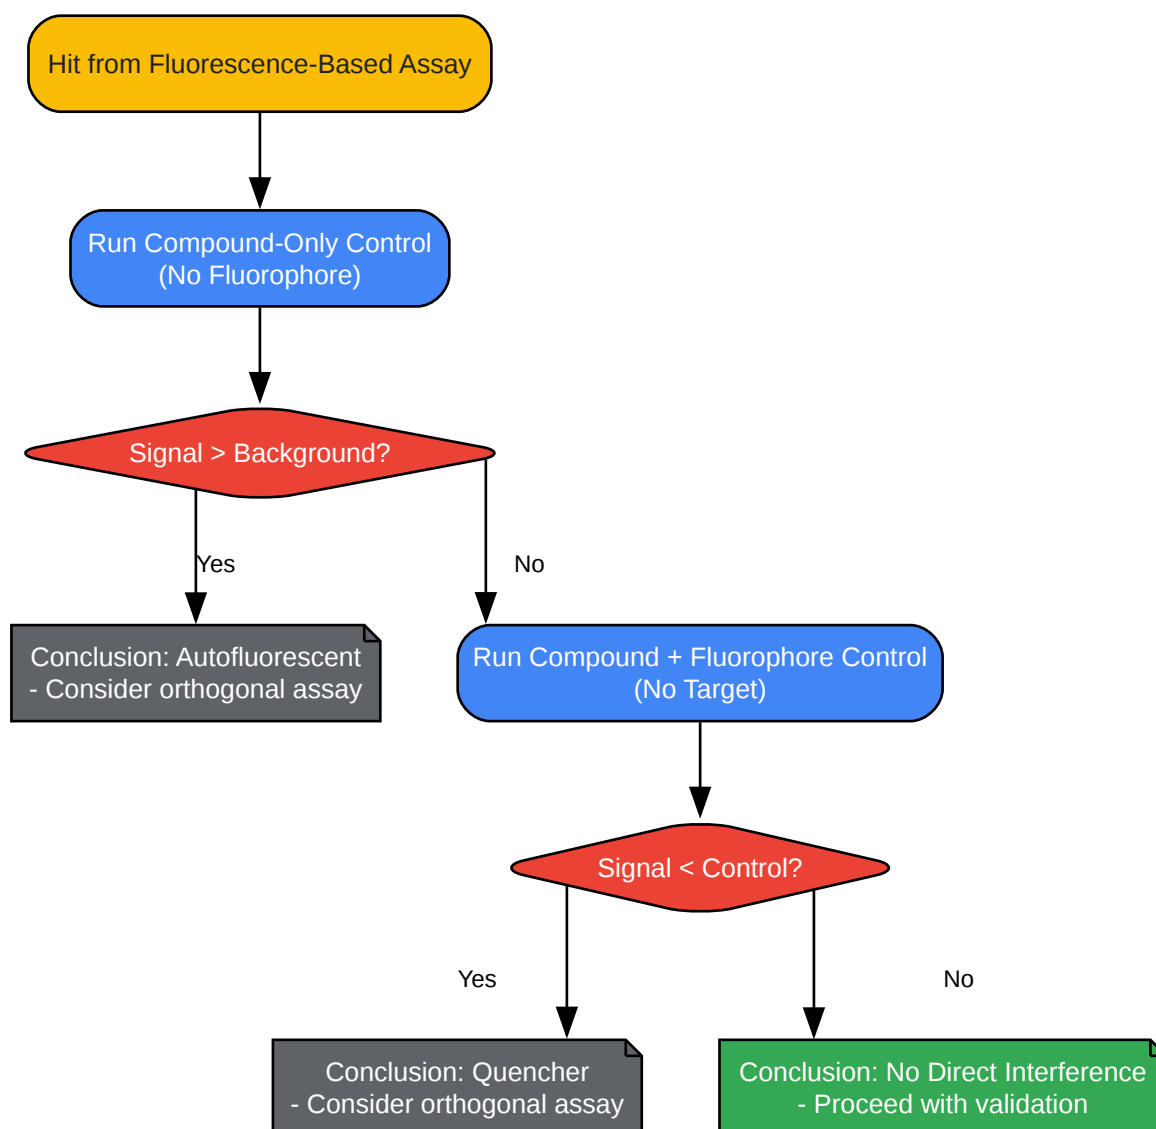 Hit from Fluorescence-Based Assay
Run Compound-Only Control
(No Fluorophore)
Signal > Background?
Yes
No
Conclusion: Autofluorescent
- Consider orthogonal assay
Run Compound + Fluorophore Control
(No Target)
Signal < Control?
Yes
No
Conclusion: Quencher
- Consider orthogonal assay
Conclusion: No Direct Interference
- Proceed with validation